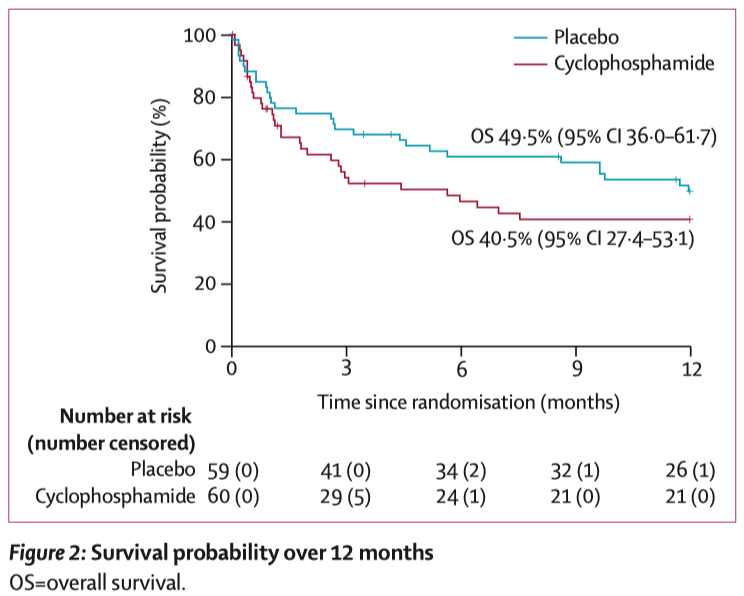 100
80
60
40
20
0
Survival probability (%)
Placebo
Cyclophosphamide
OS 49·5% (95% CI 36·0–61·7)
OS 40·5% (95% CI 27·4–53·1)
0 3 6 9 12
Time since randomisation (months)
Number at risk
(number censored)
Placebo 59 (0) 41 (0) 34 (2) 32 (1) 26 (1)
Cyclophosphamide 60 (0) 29 (5) 24 (1) 21 (0) 21 (0)
Figure 2: Survival probability over 12 months
OS=overall survival.